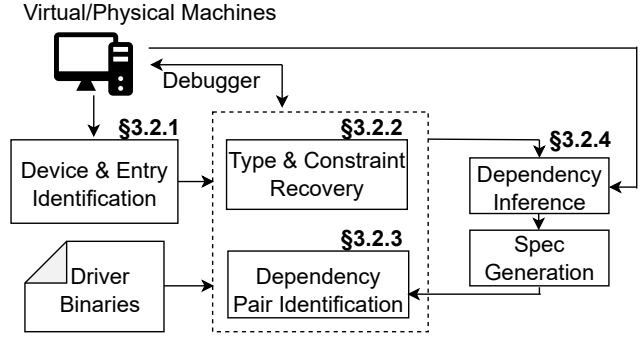 Virtual/Physical Machines
Debugger
§3.2.1
Device & Entry
Identification
§3.2.2
Type & Constraint
Recovery
§3.2.4
Dependency
Inference
Spec
Generation
§3.2.3
Dependency
Pair Identification
Driver
Binaries